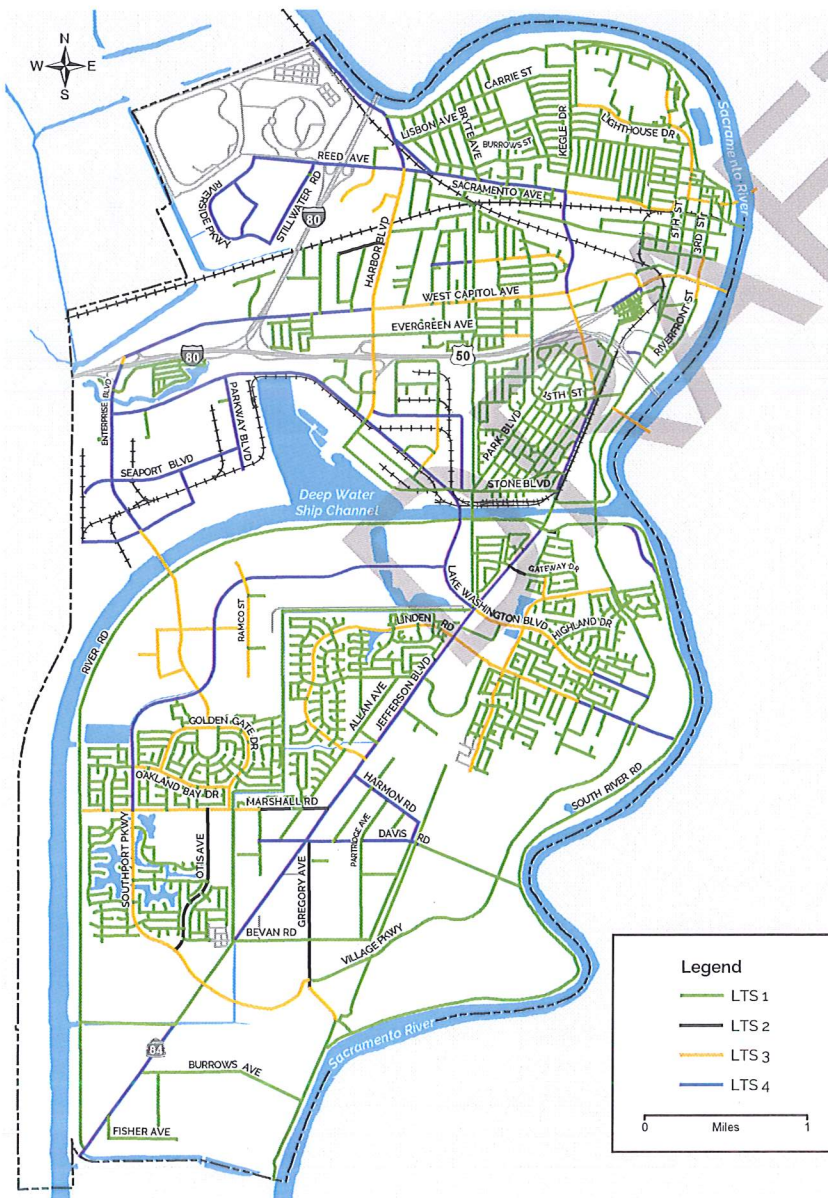 N
W E
S
CARRIE ST
LISBON AVE
BRYTE AVE
BURROWS ST
KEGLE DR
LIGHTHOUSE DR
Sacramento River
REED AVE
RIVERSIDE PKWY
STILLWATER RD
80
SACRAMENTO AVE
HARBOR BLVD
5TH ST
3RD ST
WEST CAPITOL AVE
EVERGREEN AVE
RIVERFRONT ST
80
50
ENTERPRISE BLVD
PARKWAY BLVD
15TH ST
PARK BLVD
SEAPORT BLVD
STONE BLVD
Deep Water
Ship Channel
GATEWAY DR
LAKE WASHINGTON BLVD
RAMCO ST
LINDEN RD
HIGHLAND DR
RIVER RD
ALLAN AVE
JEFFERSON BLVD
GOLDEN GATE DR
OAKLAND BAY DR
SOUTH RIVER RD
MARSHALL RD
HARMON RD
PARTRIDGE AVE
DAVIS RD
SOUTHPORT PKWY
OTIS AVE
GREGORY AVE
BEVAN RD
VILLAGE PKWY
Sacramento River
84
BURROWS AVE
FISHER AVE
Legend
LTS 1
LTS 2
LTS 3
LTS 4
0 Miles 1